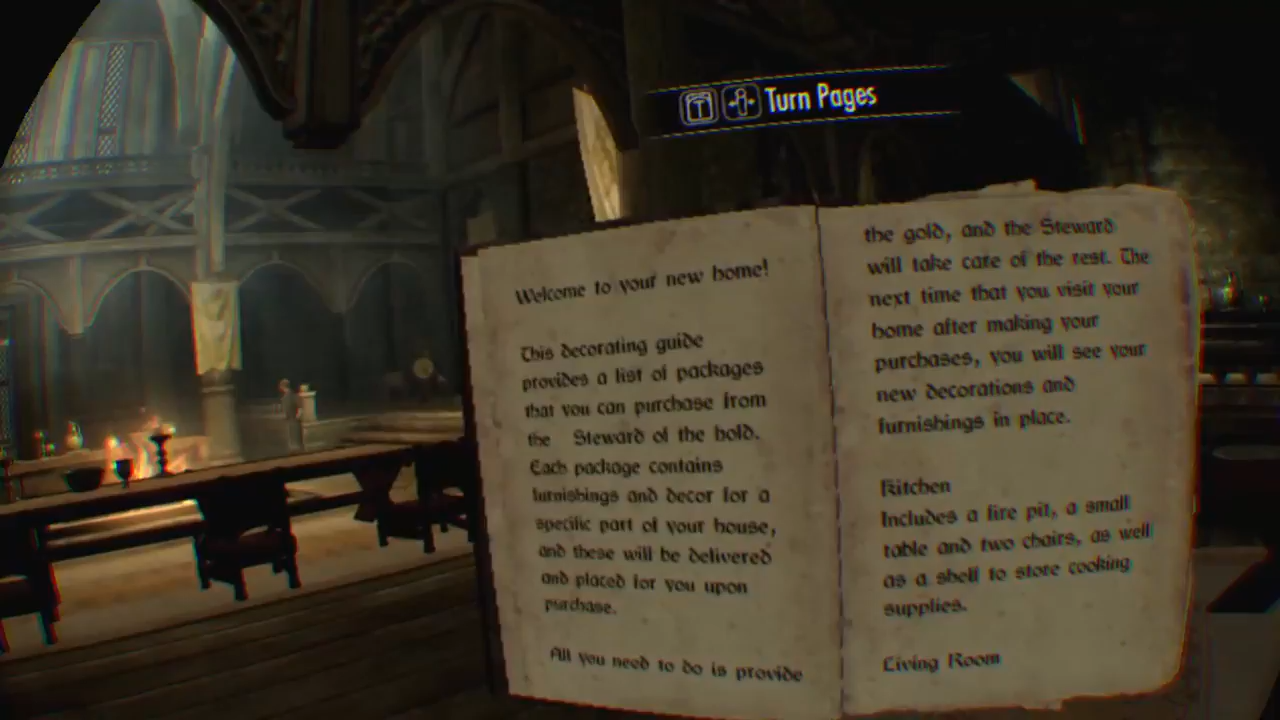 Turn Pages
Welcome to your new home!
This decorating guide
provides a list of packages
that you can purchase from
the Steward of the hold.
Each package contains
furnishings and decor for a
specific part of your house,
and these will be delivered
and placed for you upon
purchase.
All you need to do is provide
the gold, and the Steward
will take care of the rest. The
next time that you visit your
home after making your
purchases, you will see your
new decorations and
furnishings in place.
Kitchen
Includes a fire pit, a small
table and two chairs, as well
as a shelf to store cooking
supplies.
Living Room